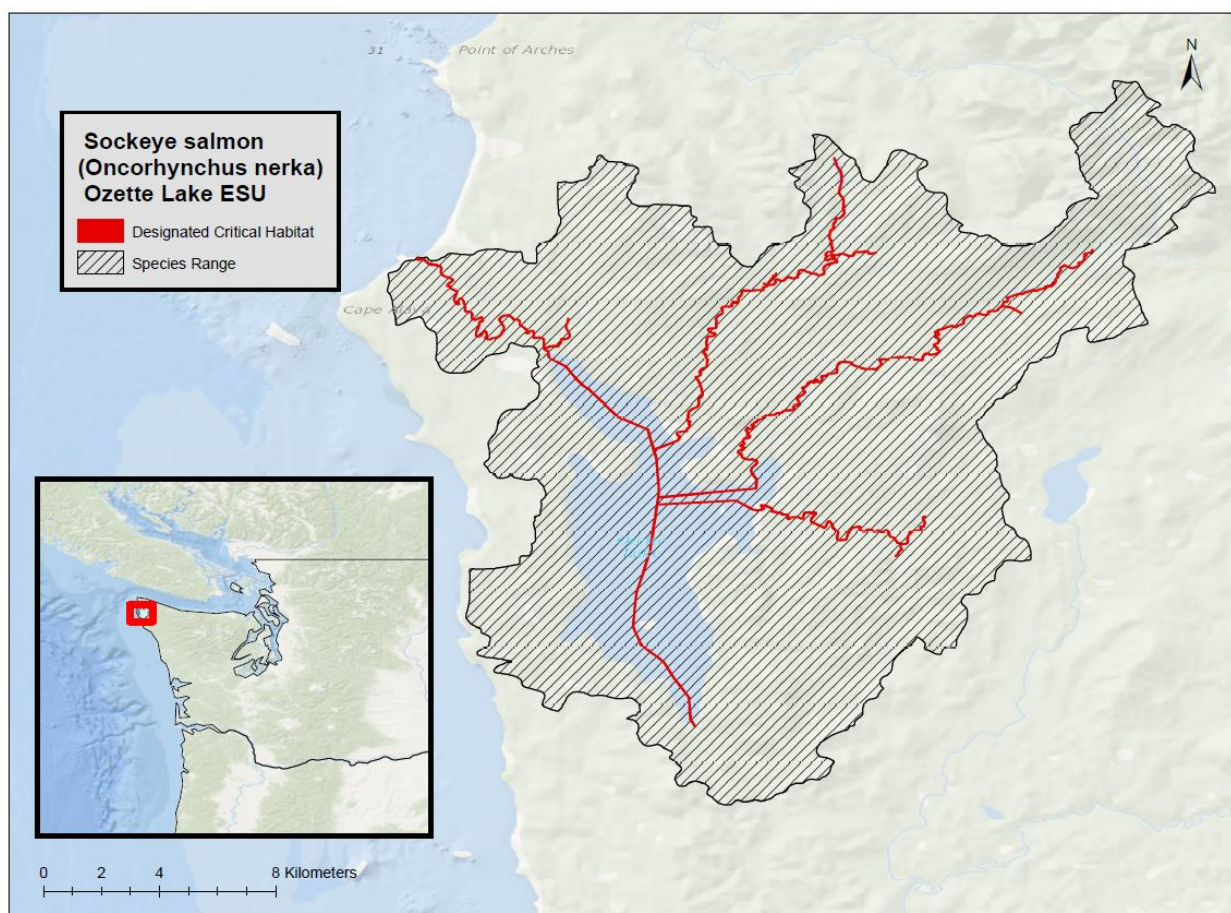 31
Point of Arches
N
Sockeye salmon
(Oncorhynchus nerka)
Ozette Lake ESU
Designated Critical Habitat
Species Range
Cape
0 2 4 8 Kilometers